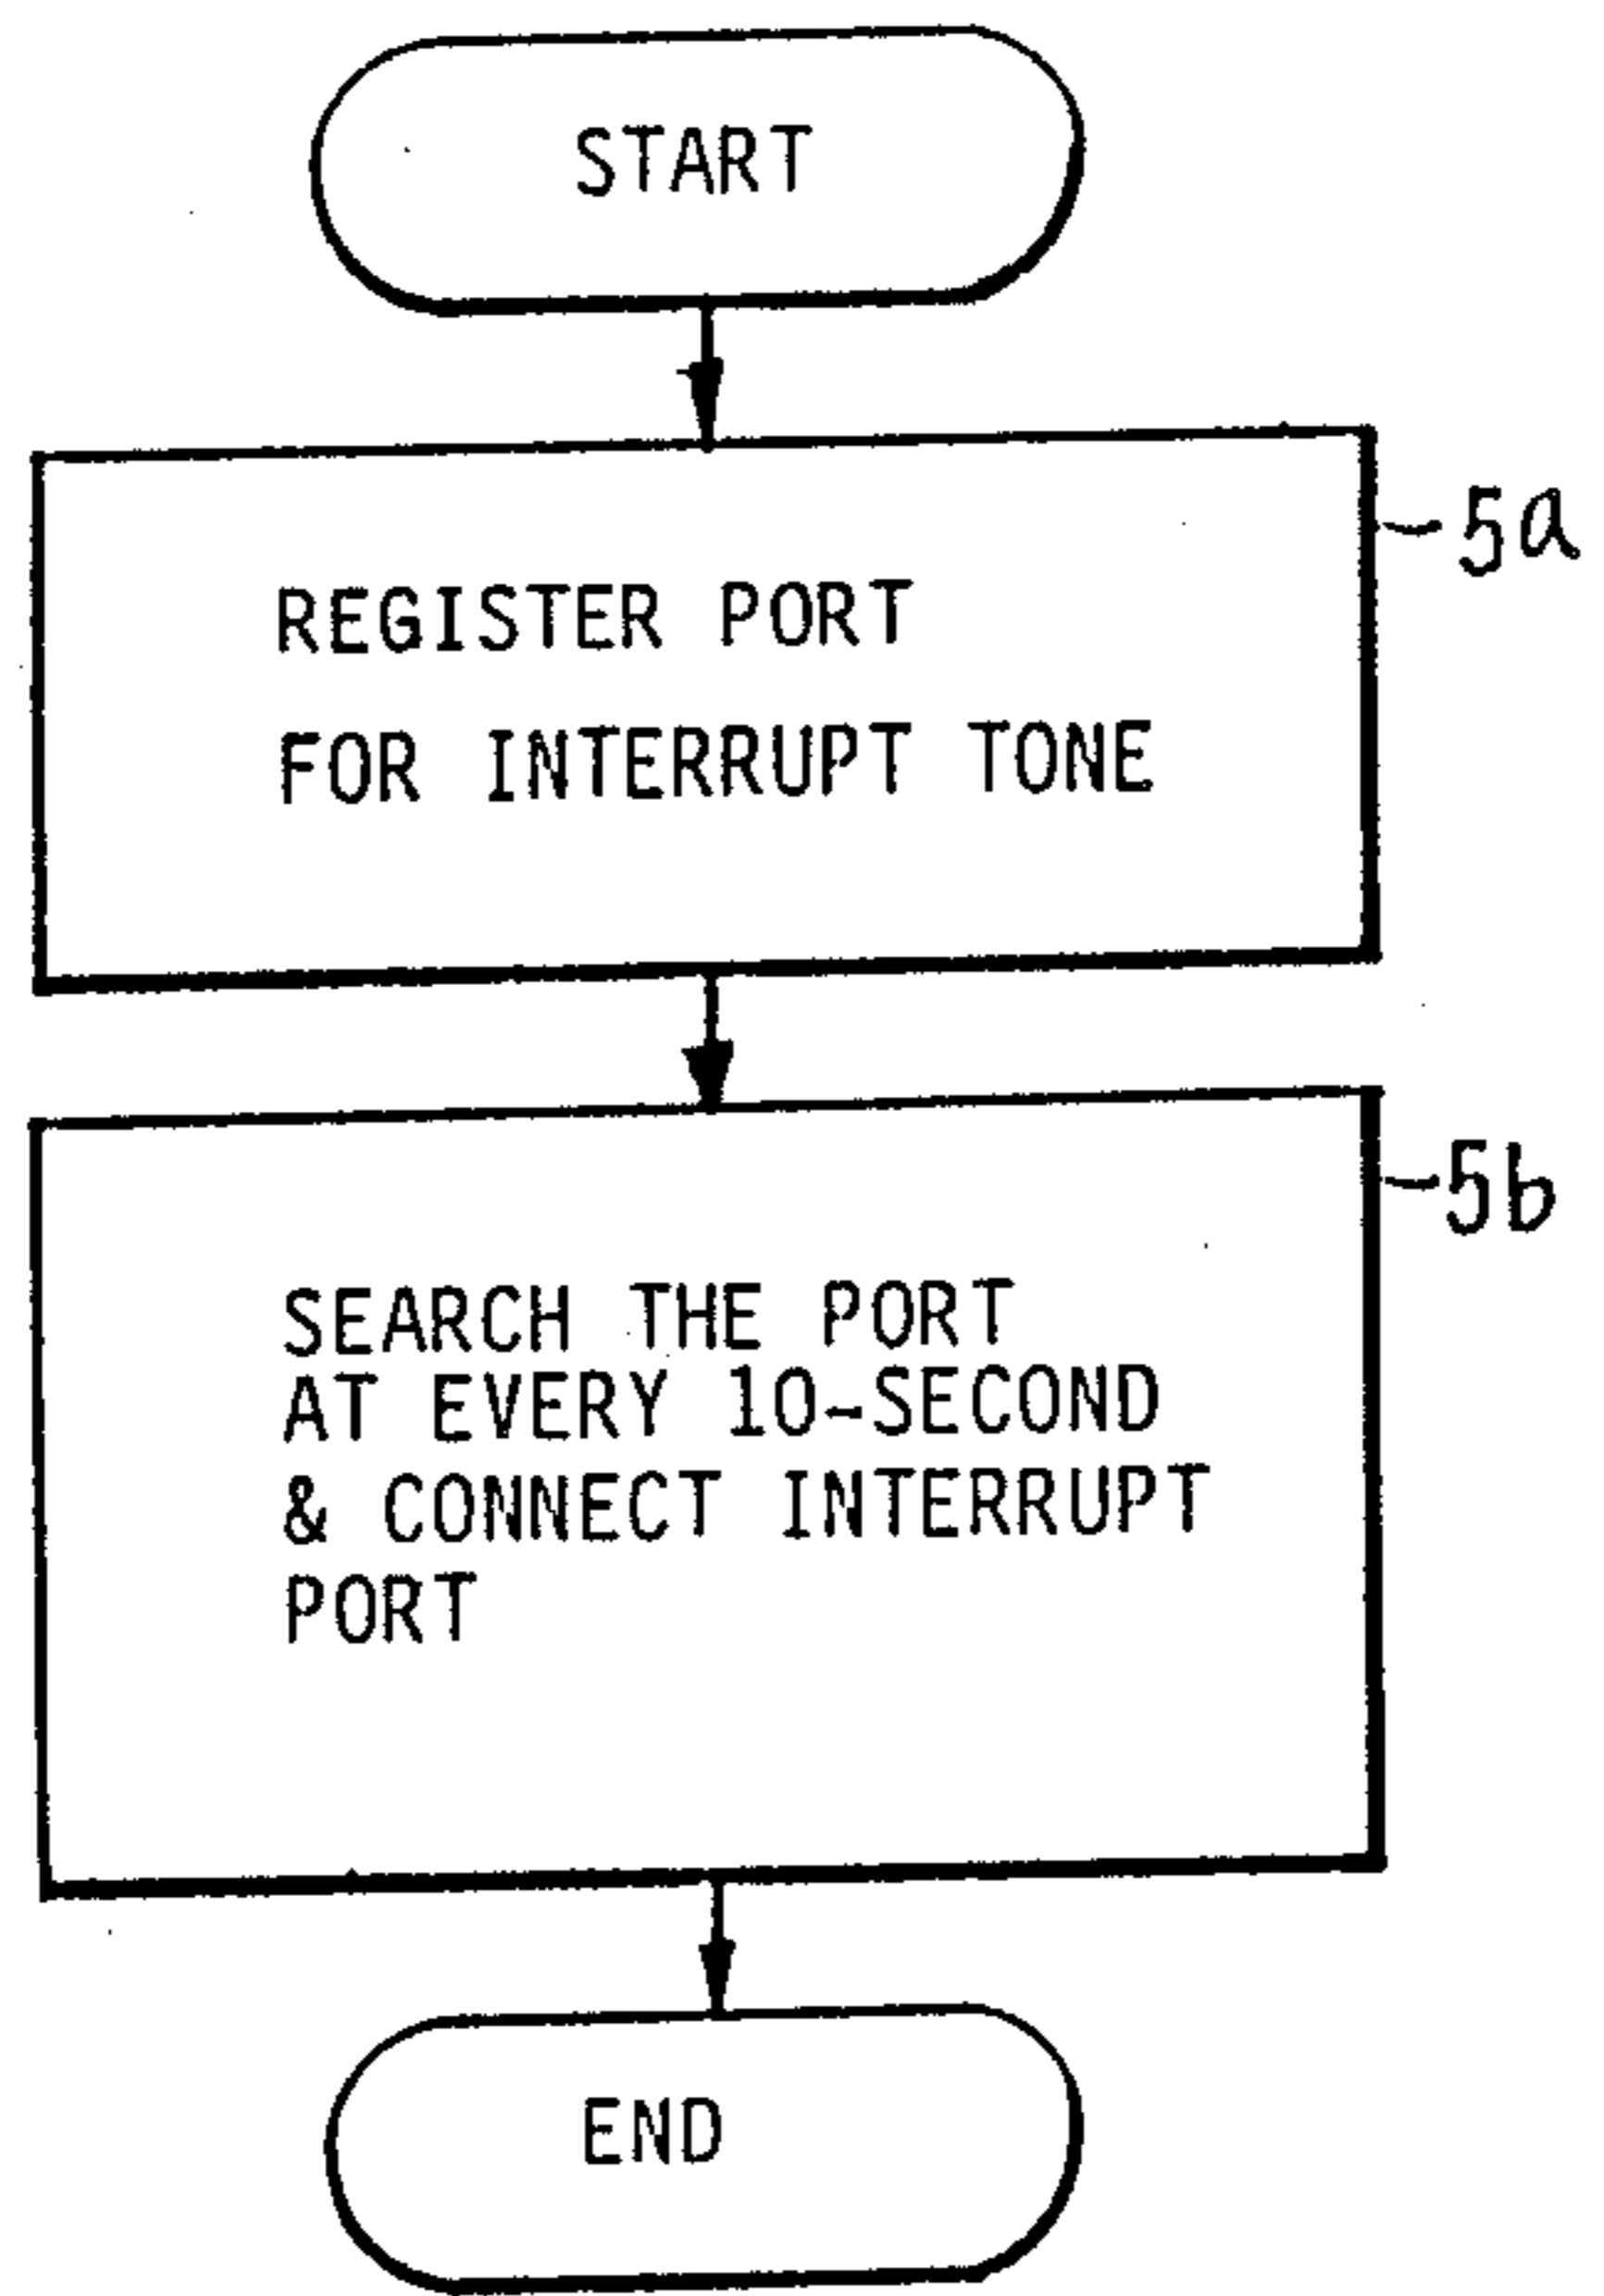 START
5a
REGISTER PORT
FOR INTERRUPT TONE
5b
SEARCH THE PORT
AT EVERY 10-SECOND
& CONNECT INTERRUPT
PORT
END